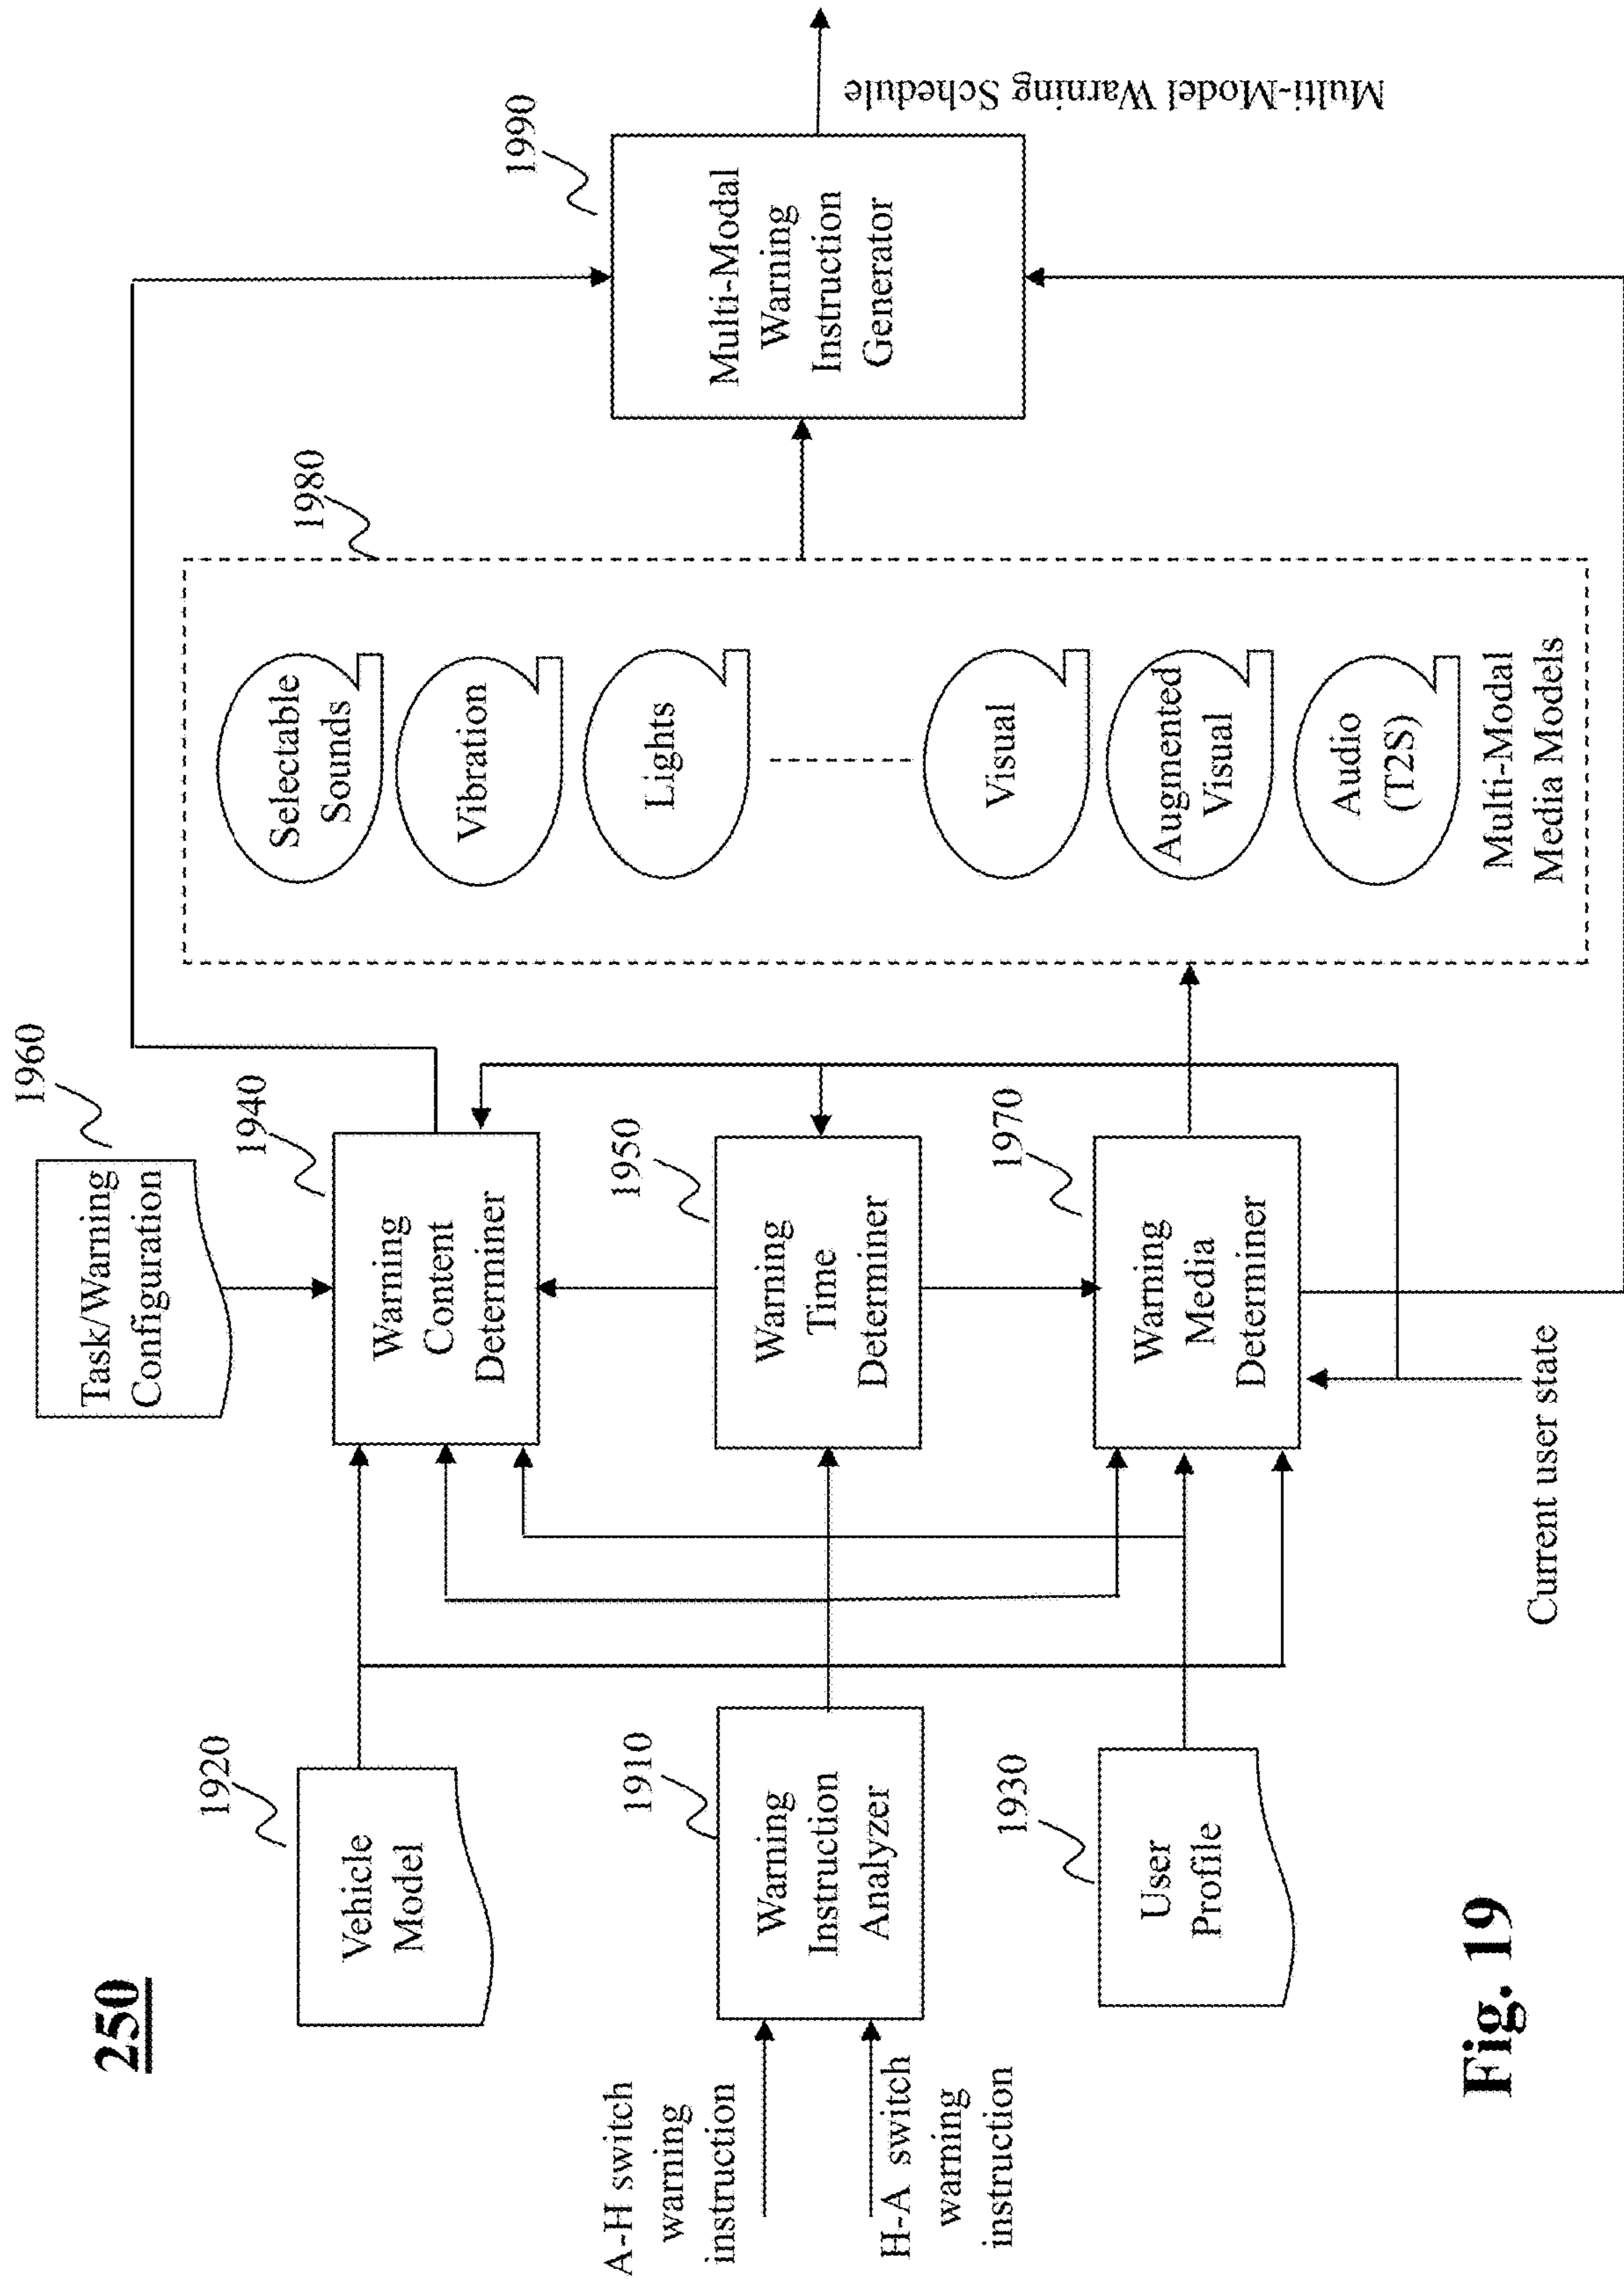 250
1920
Vehicle
Model
A-H switch
warning
instruction
H-A switch
warning
instruction
1910
Warning
Instruction
Analyzer
1930
User
Profile
1960
Task/Warning
Configuration
1940
Warning
Content
Determiner
1950
Warning
Time
Determiner
1970
Warning
Media
Determiner
Current user state
1980
Selectable
Sounds
Vibration
Lights
Visual
Augmented
Visual
Audio
(T2S)
Multi-Modal
Media Models
1990
Multi-Modal
Warning
Instruction
Generator
Multi-Model Warning Schedule
Fig. 19